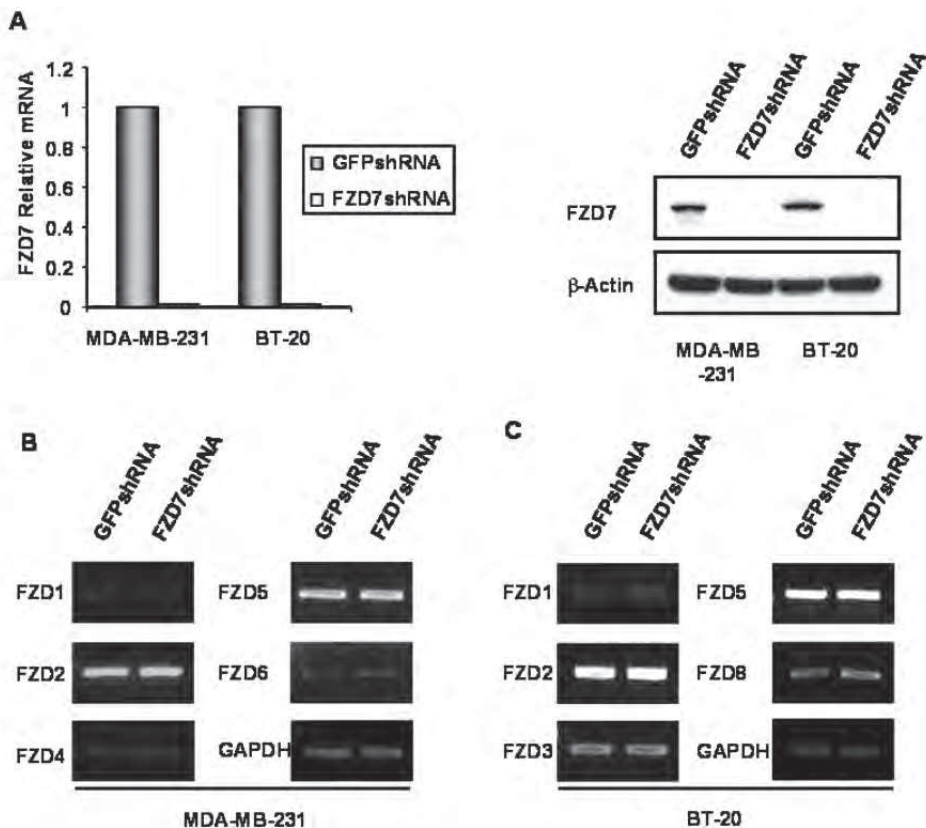 A
FZD7 Relative mRNA
1.2
1
0.8
0.6
0.4
0.2
0
MDA-MB-231
BT-20
GFPshRNA
FZD7shRNA
GFPshRNA
FZD7shRNA
GFPshRNA
FZD7shRNA
FZD7
β-Actin
MDA-MB
-231
BT-20
B
GFPshRNA
FZD7shRNA
GFPshRNA
FZD7shRNA
FZD1
FZD5
FZD2
FZD6
FZD4
GAPDH
MDA-MB-231
C
GFPshRNA
FZD7shRNA
GFPshRNA
FZD7shRNA
FZD1
FZD5
FZD2
FZD8
FZD3
GAPDH
BT-20